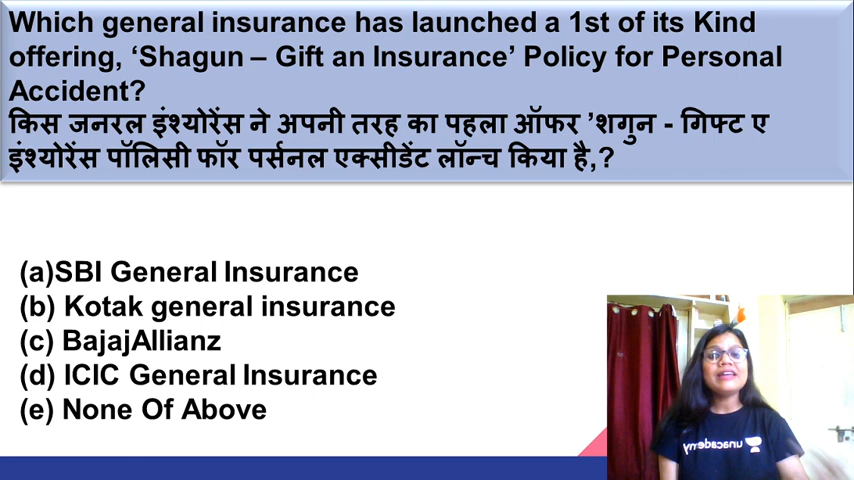 Which general insurance has launched a 1st of its Kind
offering, ‘Shagun – Gift an Insurance’ Policy for Personal
Accident?
किस जनरल इंश्योरेंस ने अपनी तरह का पहला ऑफर ’शगुन - गिफ्ट ए
इंश्योरेंस पॉलिसी फॉर पर्सनल एक्सीडेंट लॉन्च किया है,?
(a)SBI General Insurance
(b) Kotak general insurance
(c) BajajAllianz
(d) ICIC General Insurance
(e) None Of Above
unacademy